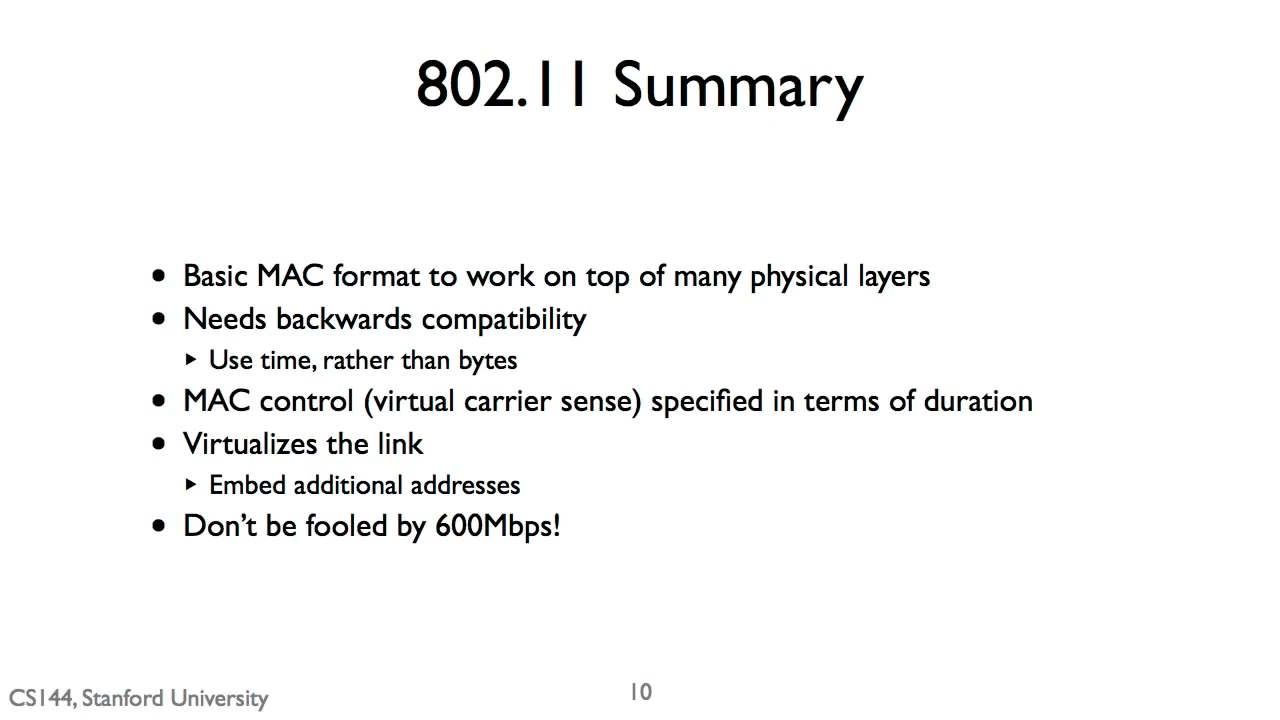 802.11 Summary
• Basic MAC format to work on top of many physical layers
• Needs backwards compatibility
‣ Use time, rather than bytes
• MAC control (virtual carrier sense) specified in terms of duration
• Virtualizes the link
‣ Embed additional addresses
• Don’t be fooled by 600Mbps!
CS144, Stanford University
10